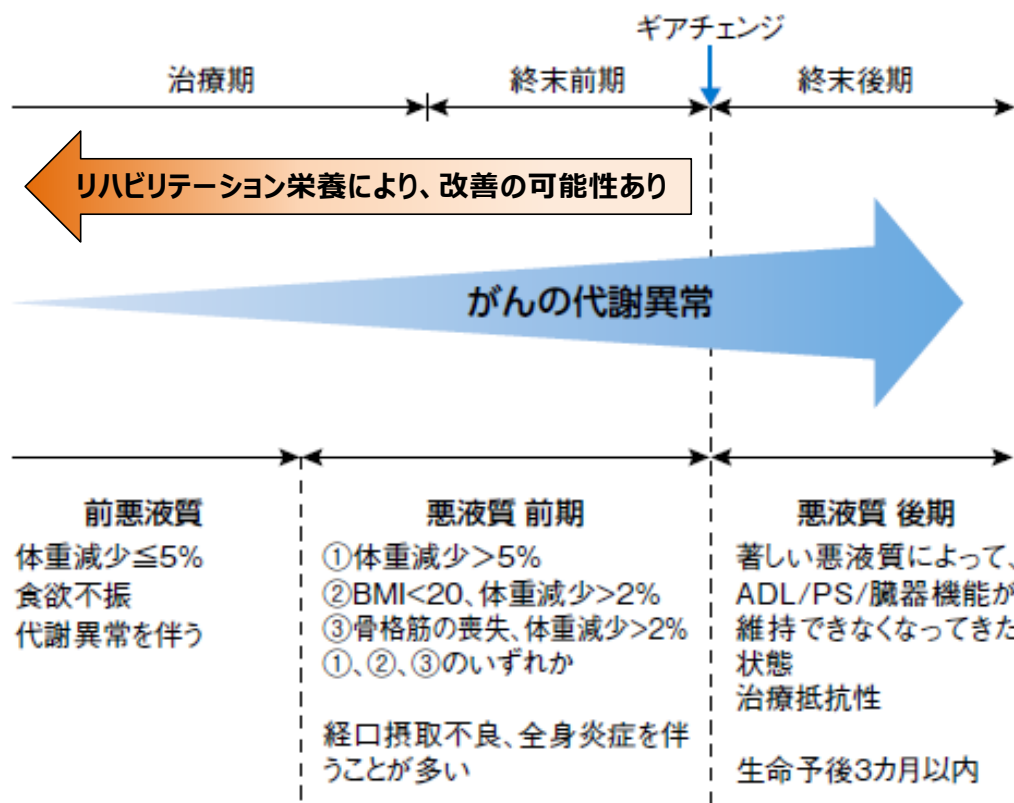 ギアチェンジ
治療期
終末前期
終末後期
リハビリテーション栄養により、改善の可能性あり
がんの代謝異常
前悪液質
体重減少≦5%
食欲不振
代謝異常を伴う
悪液質 前期
①体重減少>5%
②BMI<20、体重減少>2%
③骨格筋の喪失、体重減少>2%
①、②、③のいずれか
経口摂取不良、全身炎症を伴
うことが多い
悪液質 後期
著しい悪液質によって、
ADL/PS/臓器機能が
維持できなくなってきた
状態
治療抵抗性
生命予後3カ月以内